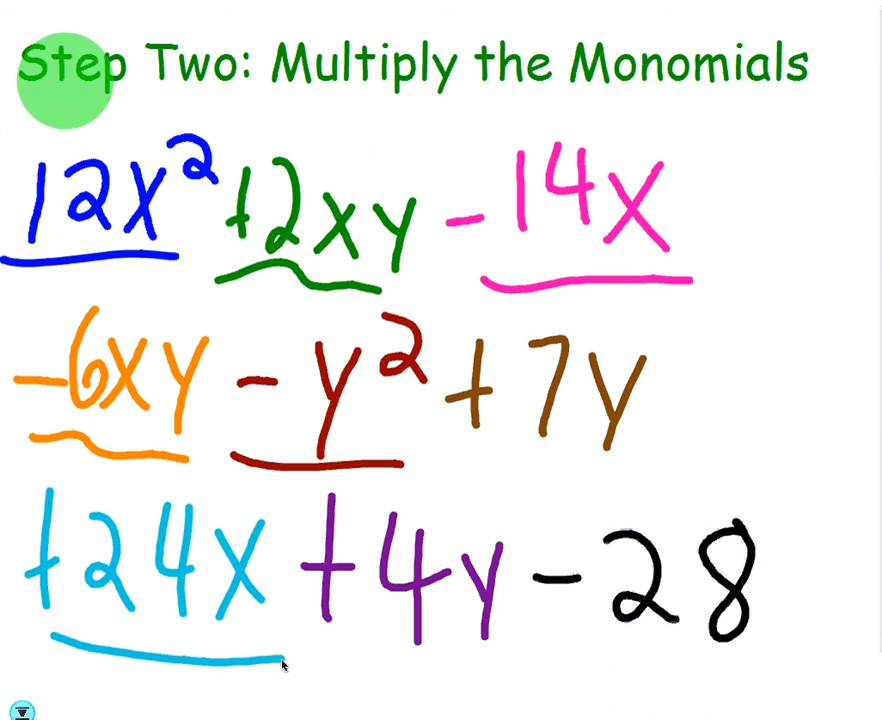 Step Two: Multiply the Monomials
12x² +2xy -14x
-6xy -y² +7y
+24x +4y -28